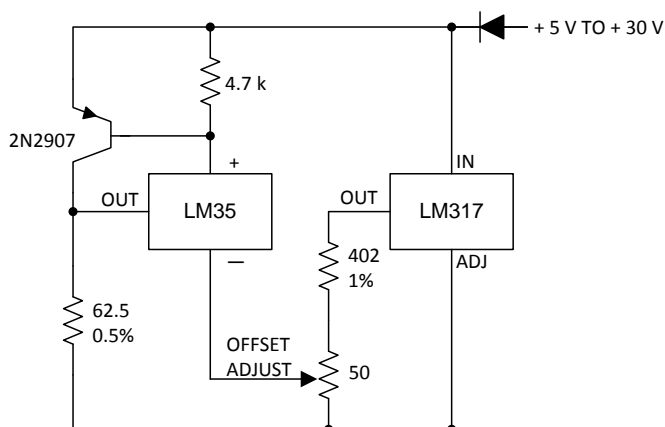 + 5 V TO + 30 V
4.7 k
2N2907
+
IN
OUT
LM35
OUT
LM317
—
ADJ
402
1%
62.5
0.5%
OFFSET
ADJUST
50